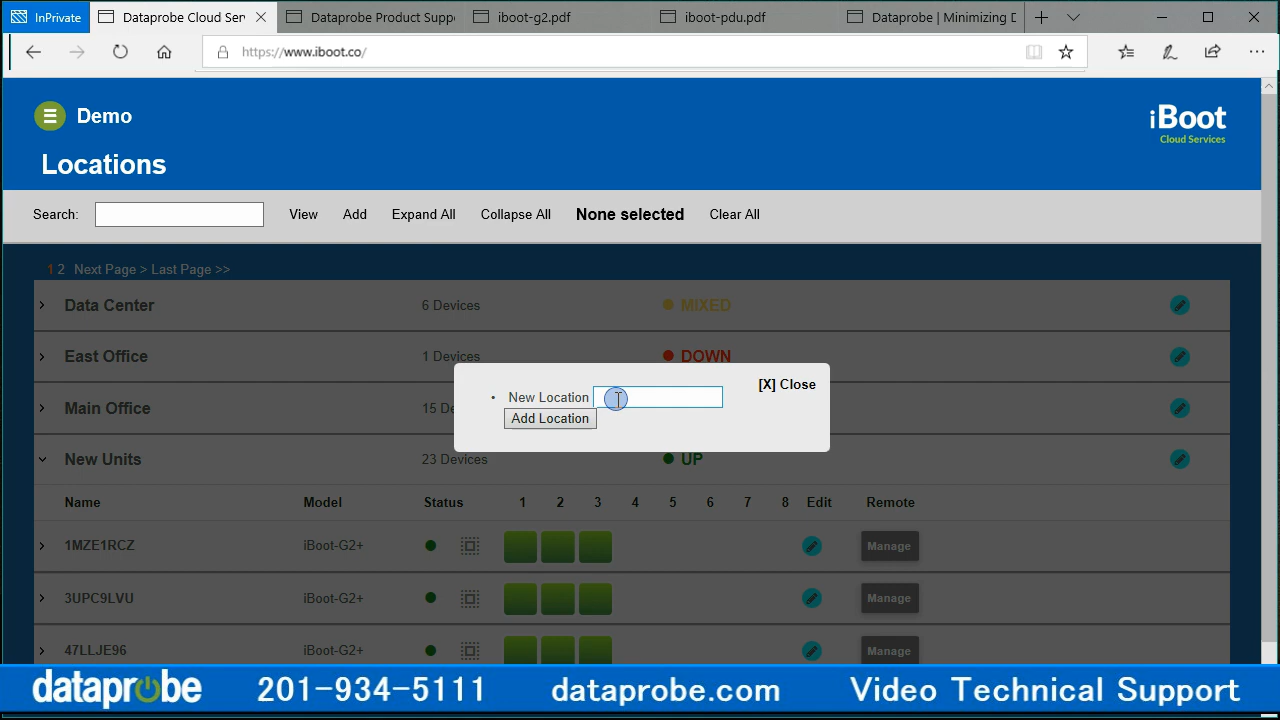 InPrivate
Dataprobe Cloud Ser
Dataprobe Product Supp
iboot-g2.pdf
iboot-pdu.pdf
Dataprobe | Minimizing D
https://www.iboot.co/
Demo
iBoot
Cloud Services
Locations
Search: View Add Expand All Collapse All None selected Clear All
1 2 Next Page > Last Page >>
Data Center 6 Devices MIXED
East Office 1 Devices DOWN
[X] Close
• New Location
Add Location
Main Office 15 De
New Units 23 Devices UP
Name Model Status 1 2 3 4 5 6 7 8 Edit Remote
1MZE1RCZ iBoot-G2+ Manage
3UPC9LVU iBoot-G2+ Manage
47LLJE96 iBoot-G2+ Manage
dataprobe 201-934-5111 dataprobe.com Video Technical Support